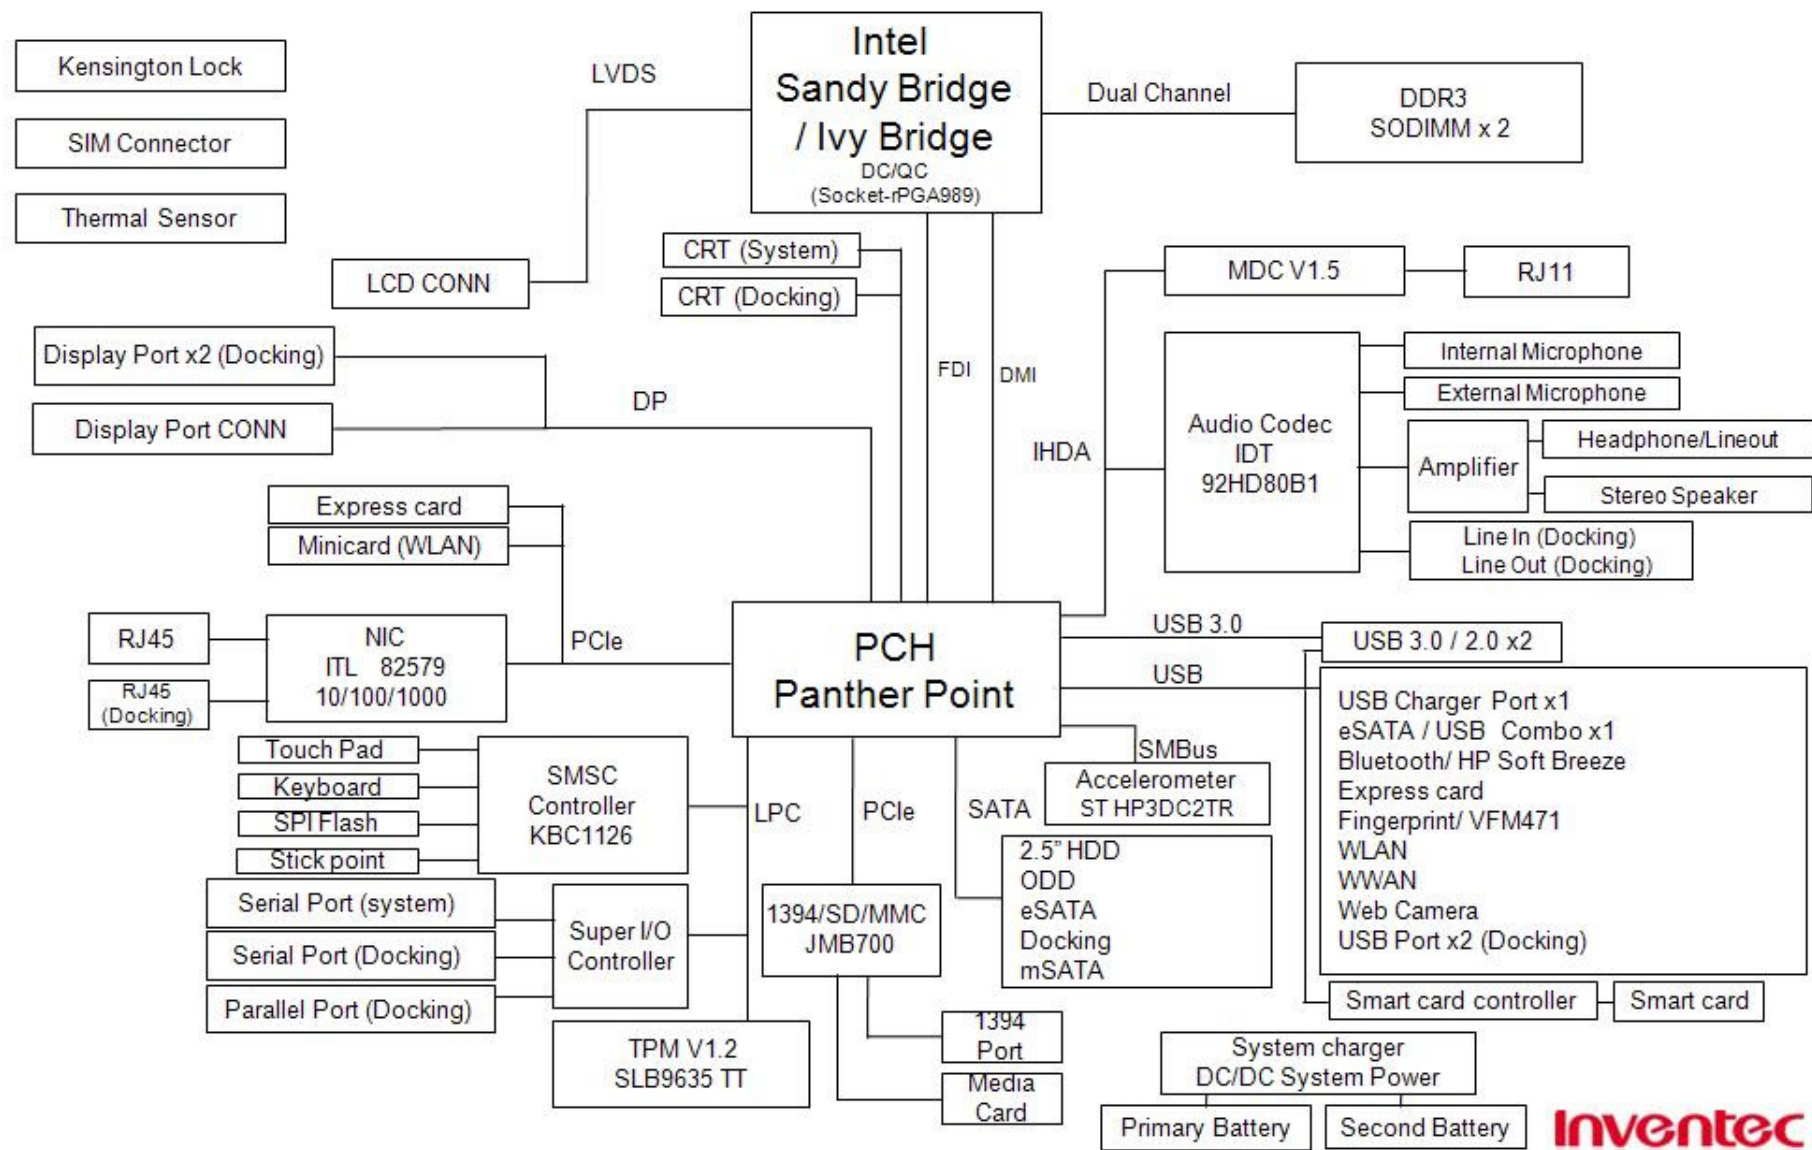 Kensington Lock
SIM Connector
Thermal Sensor
LVDS
Intel
Sandy Bridge
/ Ivy Bridge
DC/QC
(Socket-rPGA989)
Dual Channel
DDR3
SODIMM x 2
LCD CONN
CRT (System)
CRT (Docking)
Display Port x2 (Docking)
Display Port CONN
DP
FDI
DMI
MDC V1.5
RJ11
IHDA
Audio Codec
IDT
92HD80B1
Internal Microphone
External Microphone
Amplifier
Headphone/Lineout
Stereo Speaker
Line In (Docking)
Line Out (Docking)
Express card
Minicard (WLAN)
RJ45
RJ45
(Docking)
NIC
ITL 82579
10/100/1000
PCIe
PCH
Panther Point
USB 3.0
USB 3.0 / 2.0 x2
USB
USB Charger Port x1
eSATA / USB Combo x1
Bluetooth/ HP Soft Breeze
Express card
Fingerprint/ VFM471
WLAN
WWAN
Web Camera
USB Port x2 (Docking)
Smart card controller
Smart card
Touch Pad
Keyboard
SPI Flash
Stick point
SMSC
Controller
KBC1126
LPC
PCIe
SATA
SMBus
Accelerometer
ST HP3DC2TR
2.5" HDD
ODD
eSATA
Docking
mSATA
Serial Port (system)
Serial Port (Docking)
Parallel Port (Docking)
Super I/O
Controller
1394/SD/MMC
JMB700
TPM V1.2
SLB9635 TT
1394
Port
Media
Card
System charger
DC/DC System Power
Primary Battery
Second Battery
Inventec